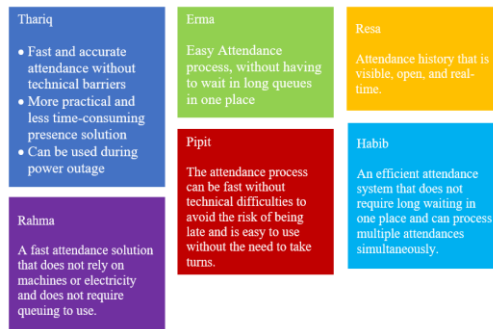 Thariq
• Fast and accurate
attendance without
technical barriers
• More practical and
less time-consuming
presence solution
• Can be used during
power outage
Erma
Easy Attendance
process, without having
to wait in long queues
in one place
Resa
Attendance history that is
visible, open, and real-
time.
Rahma
A fast attendance solution
that does not rely on
machines or electricity
and does not require
queuing to use.
Pipit
The attendance process
can be fast without
technical difficulties to
avoid the risk of being
late and is easy to use
without the need to take
turns.
Habib
An efficient attendance
system that does not
require long waiting in
one place and can process
multiple attendances
simultaneously.